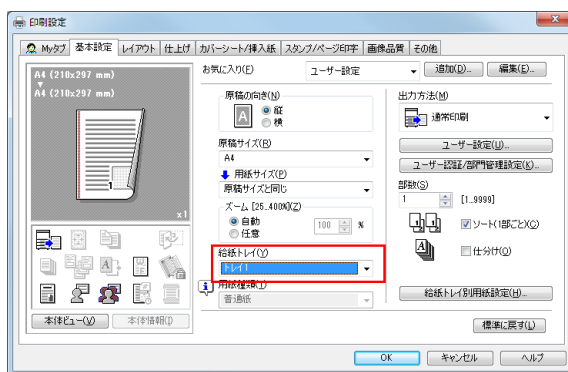 印刷設定
Myタブ 基本設定 レイアウト 仕上げ カバーシート/挿入紙 スタンプ/ページ印字 画像品質 その他
A4 (210x297 mm)
A4 (210x297 mm)
1
x1
本体ビュー(V) 本体情報(I)
お気に入り(F) ユーザー設定 追加(D)... 編集(E)...
原稿の向き(N)
A
縦
横
原稿サイズ(R)
A4
用紙サイズ(P)
原稿サイズと同じ
ズーム [25..400%](Z)
自動
任意
100 %
給紙トレイ(Y)
トレイ1
用紙種類(T)
普通紙
出力方法(M)
通常印刷
ユーザー設定(U)...
ユーザー認証/部門管理設定(K)...
部数(S)
1 [1..9999]
ソート(1部ごと)(C)
仕分け(O)
給紙トレイ別用紙設定(H)...
標準に戻す(L)
OK キャンセル ヘルプ